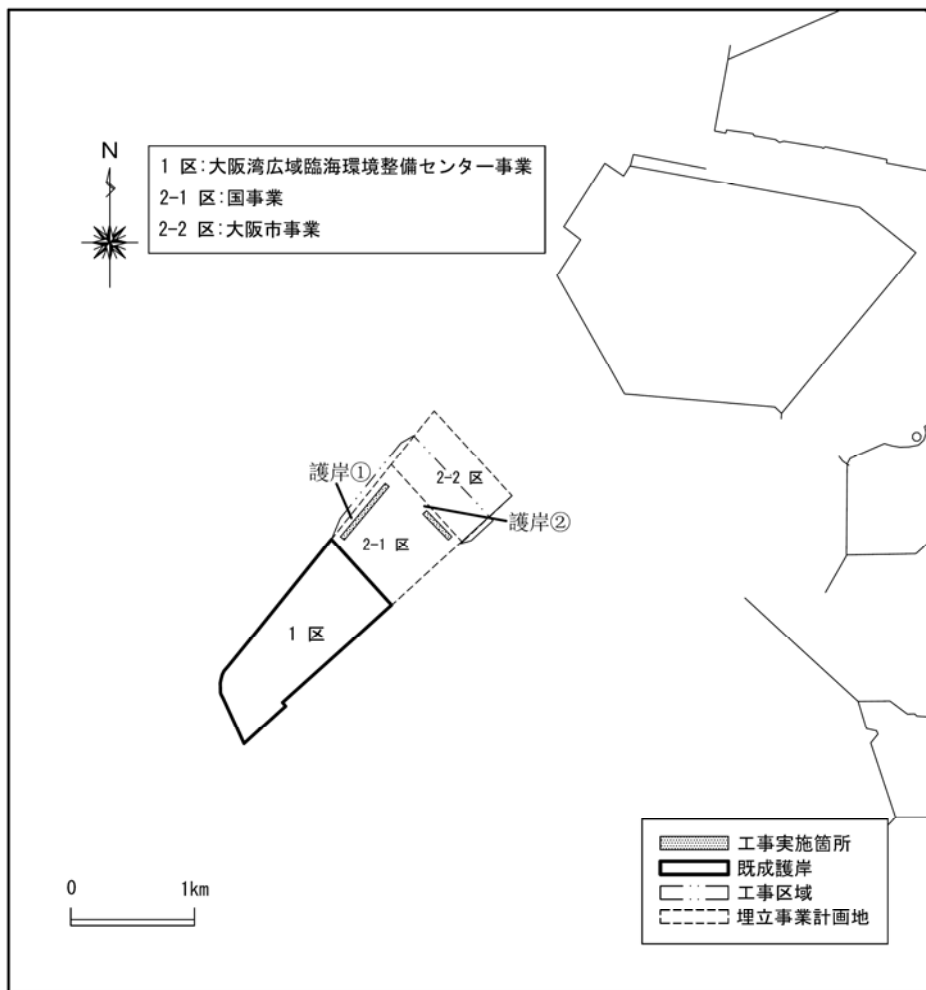 N
1 区:大阪湾広域臨海環境整備センター事業
2-1 区:国事業
2-2 区:大阪市事業
護岸①
2-2 区
護岸②
2-1 区
1 区
0 1km
工事実施箇所
既成護岸
工事区域
埋立事業計画地